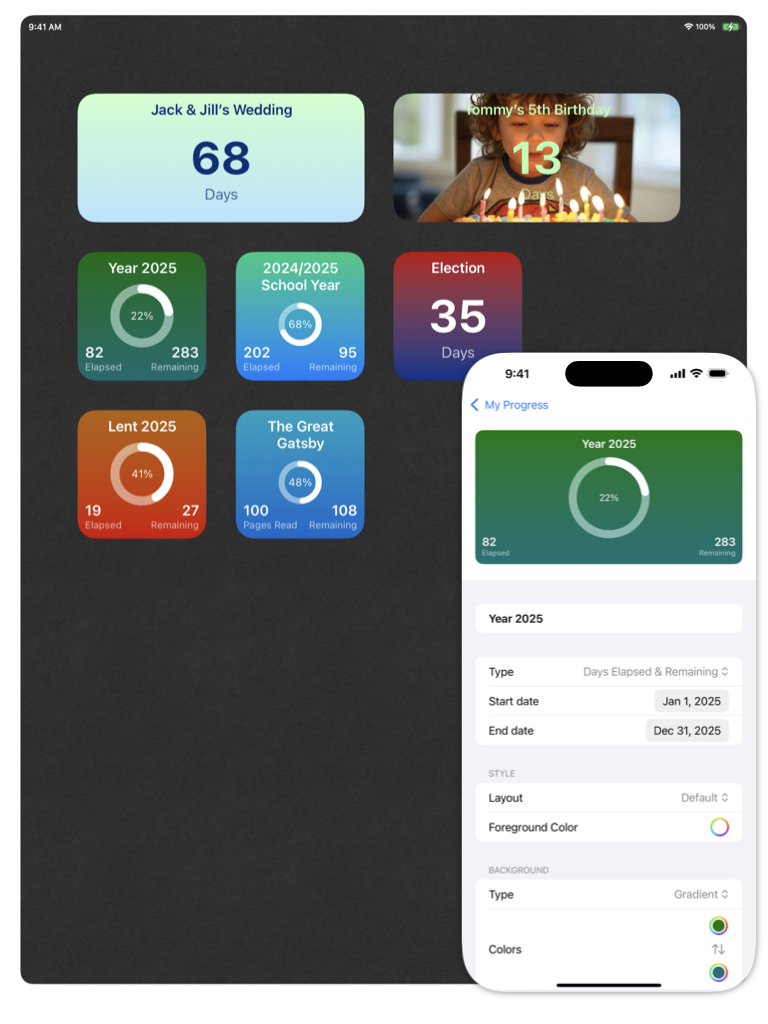 9:41 AM
100%
Jack & Jill's Wedding
68
Days
Tommy's 5th Birthday
13
Days
Year 2025
22%
82
283
Elapsed
Remaining
2024/2025
School Year
68%
202
95
Elapsed
Remaining
Election
35
Days
Lent 2025
41%
19
27
Elapsed
Remaining
The Great
Gatsby
48%
100
108
Pages Read
Remaining
9:41
My Progress
Year 2025
22%
82
283
Elapsed
Remaining
Year 2025
Type
Days Elapsed & Remaining
Start date
Jan 1, 2025
End date
Dec 31, 2025
STYLE
Layout
Default
Foreground Color
BACKGROUND
Type
Gradient
Colors